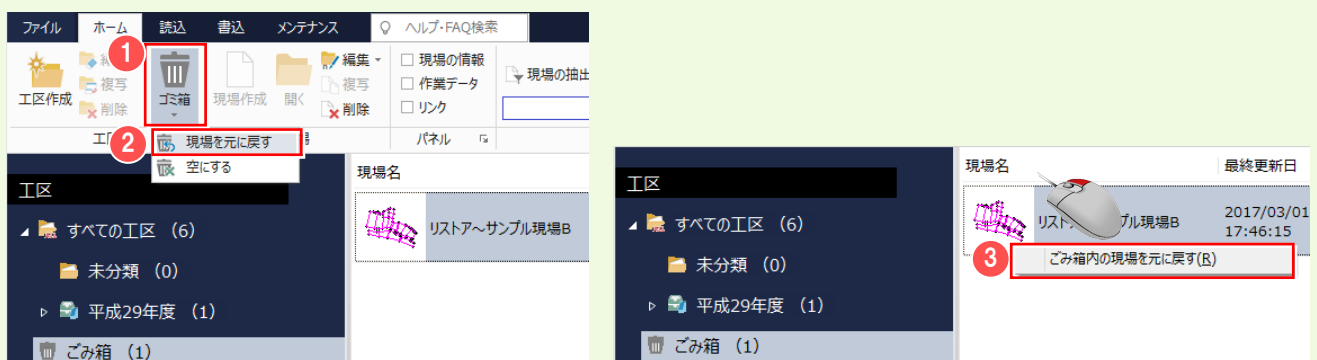 ファイル ホーム 読込 書込 メンテナンス ヘルプ・FAQ検索
1
工区作成 複写 削除 ゴミ箱 現場作成 開く 編集 複写 削除 現場の情報 作業データ リンク 現場の抽出
パネル
2 現場を元に戻す
空にする
工区
すべての工区 （6）
未分類 （0）
平成29年度 （1）
ごみ箱 （1）
現場名
リストア～サンプル現場B
工区
すべての工区 （6）
未分類 （0）
平成29年度 （1）
ごみ箱 （1）
現場名 最終更新日
プル現場B 2017/03/01
17:46:15
3 ごみ箱内の現場を元に戻す(R)